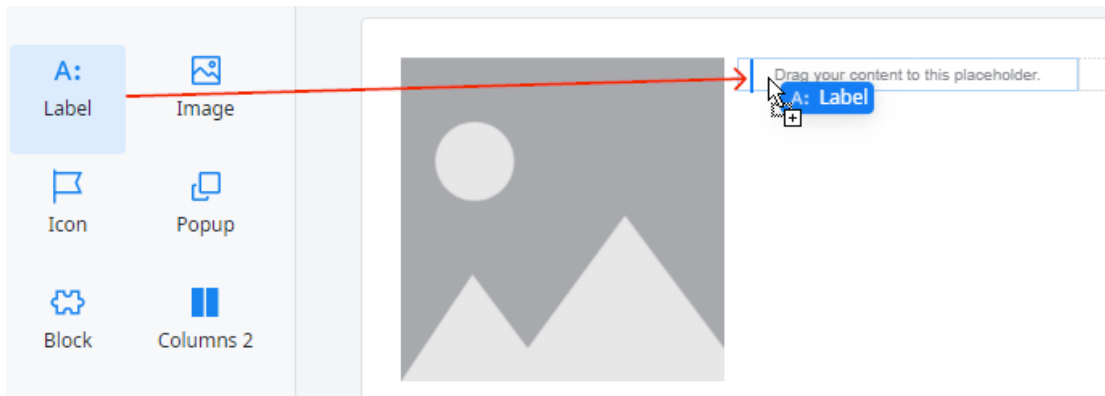 A:
Label
Image
Drag your content to this placeholder.
A: Label
Icon
Popup
Block
Columns 2